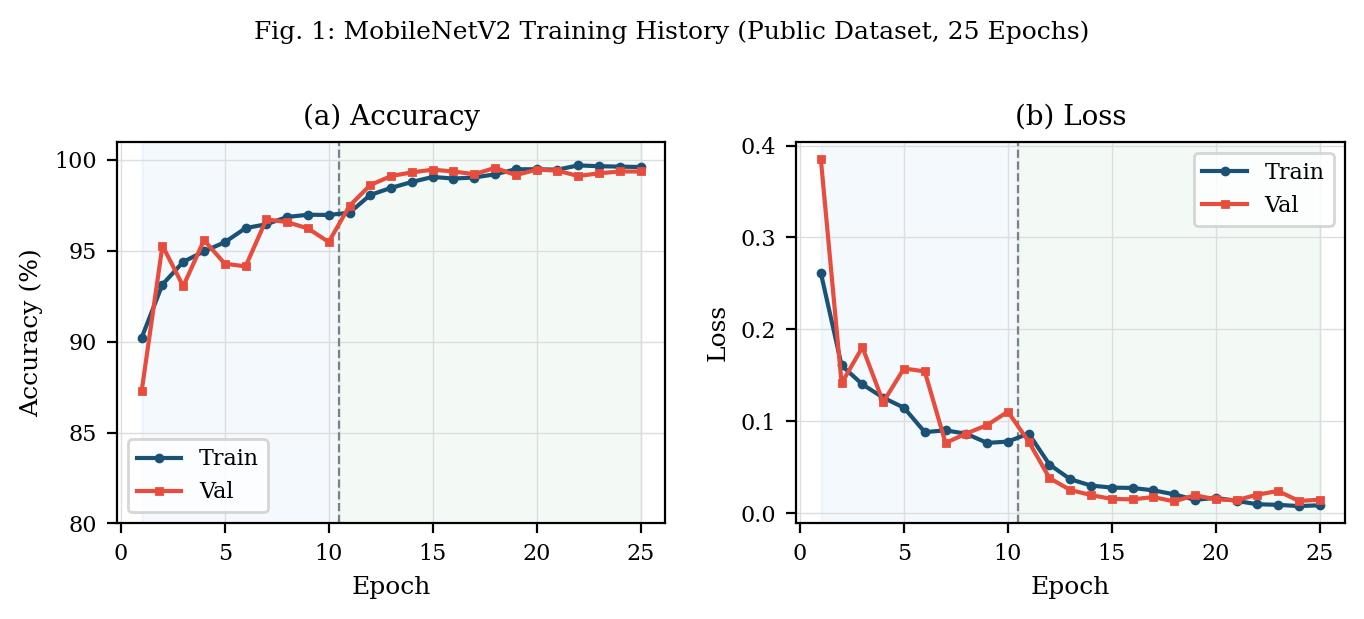 Fig. 1: MobileNetV2 Training History (Public Dataset, 25 Epochs)
(a) Accuracy
100
95
90
85
80
Accuracy (%)
Train
Val
0 5 10 15 20 25
Epoch
(b) Loss
0.4
0.3
0.2
0.1
0.0
Loss
Train
Val
0 5 10 15 20 25
Epoch